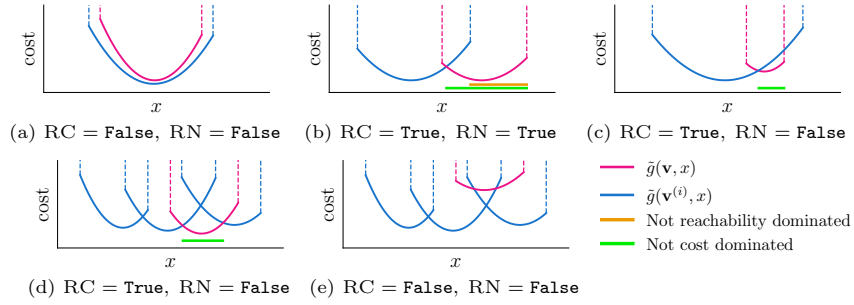 cost
x
(a) RC = False, RN = False
cost
x
(b) RC = True, RN = True
cost
x
(c) RC = True, RN = False
cost
x
(d) RC = True, RN = False
cost
x
(e) RC = False, RN = False
g̃(v, x)
g̃(v⁽ⁱ⁾, x)
Not reachability dominated
Not cost dominated